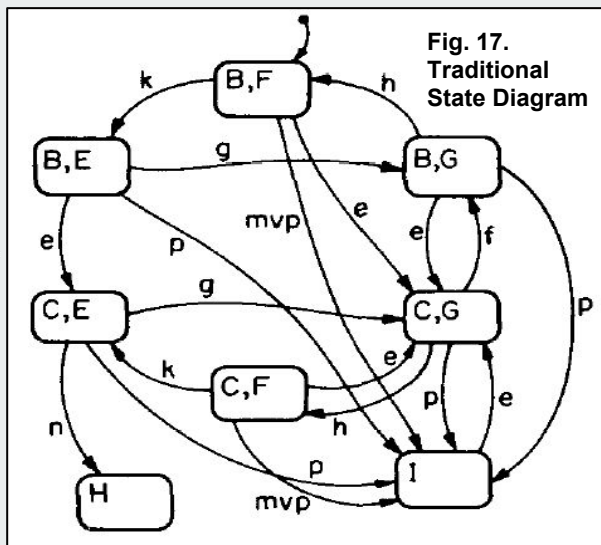 Fig. 17.
Traditional
State Diagram
B,F
k
h
B,E
g
B,G
mvp
e
e
p
e
f
p
C,E
g
C,G
k
C,F
e
h
p
e
n
p
mvp
H
I